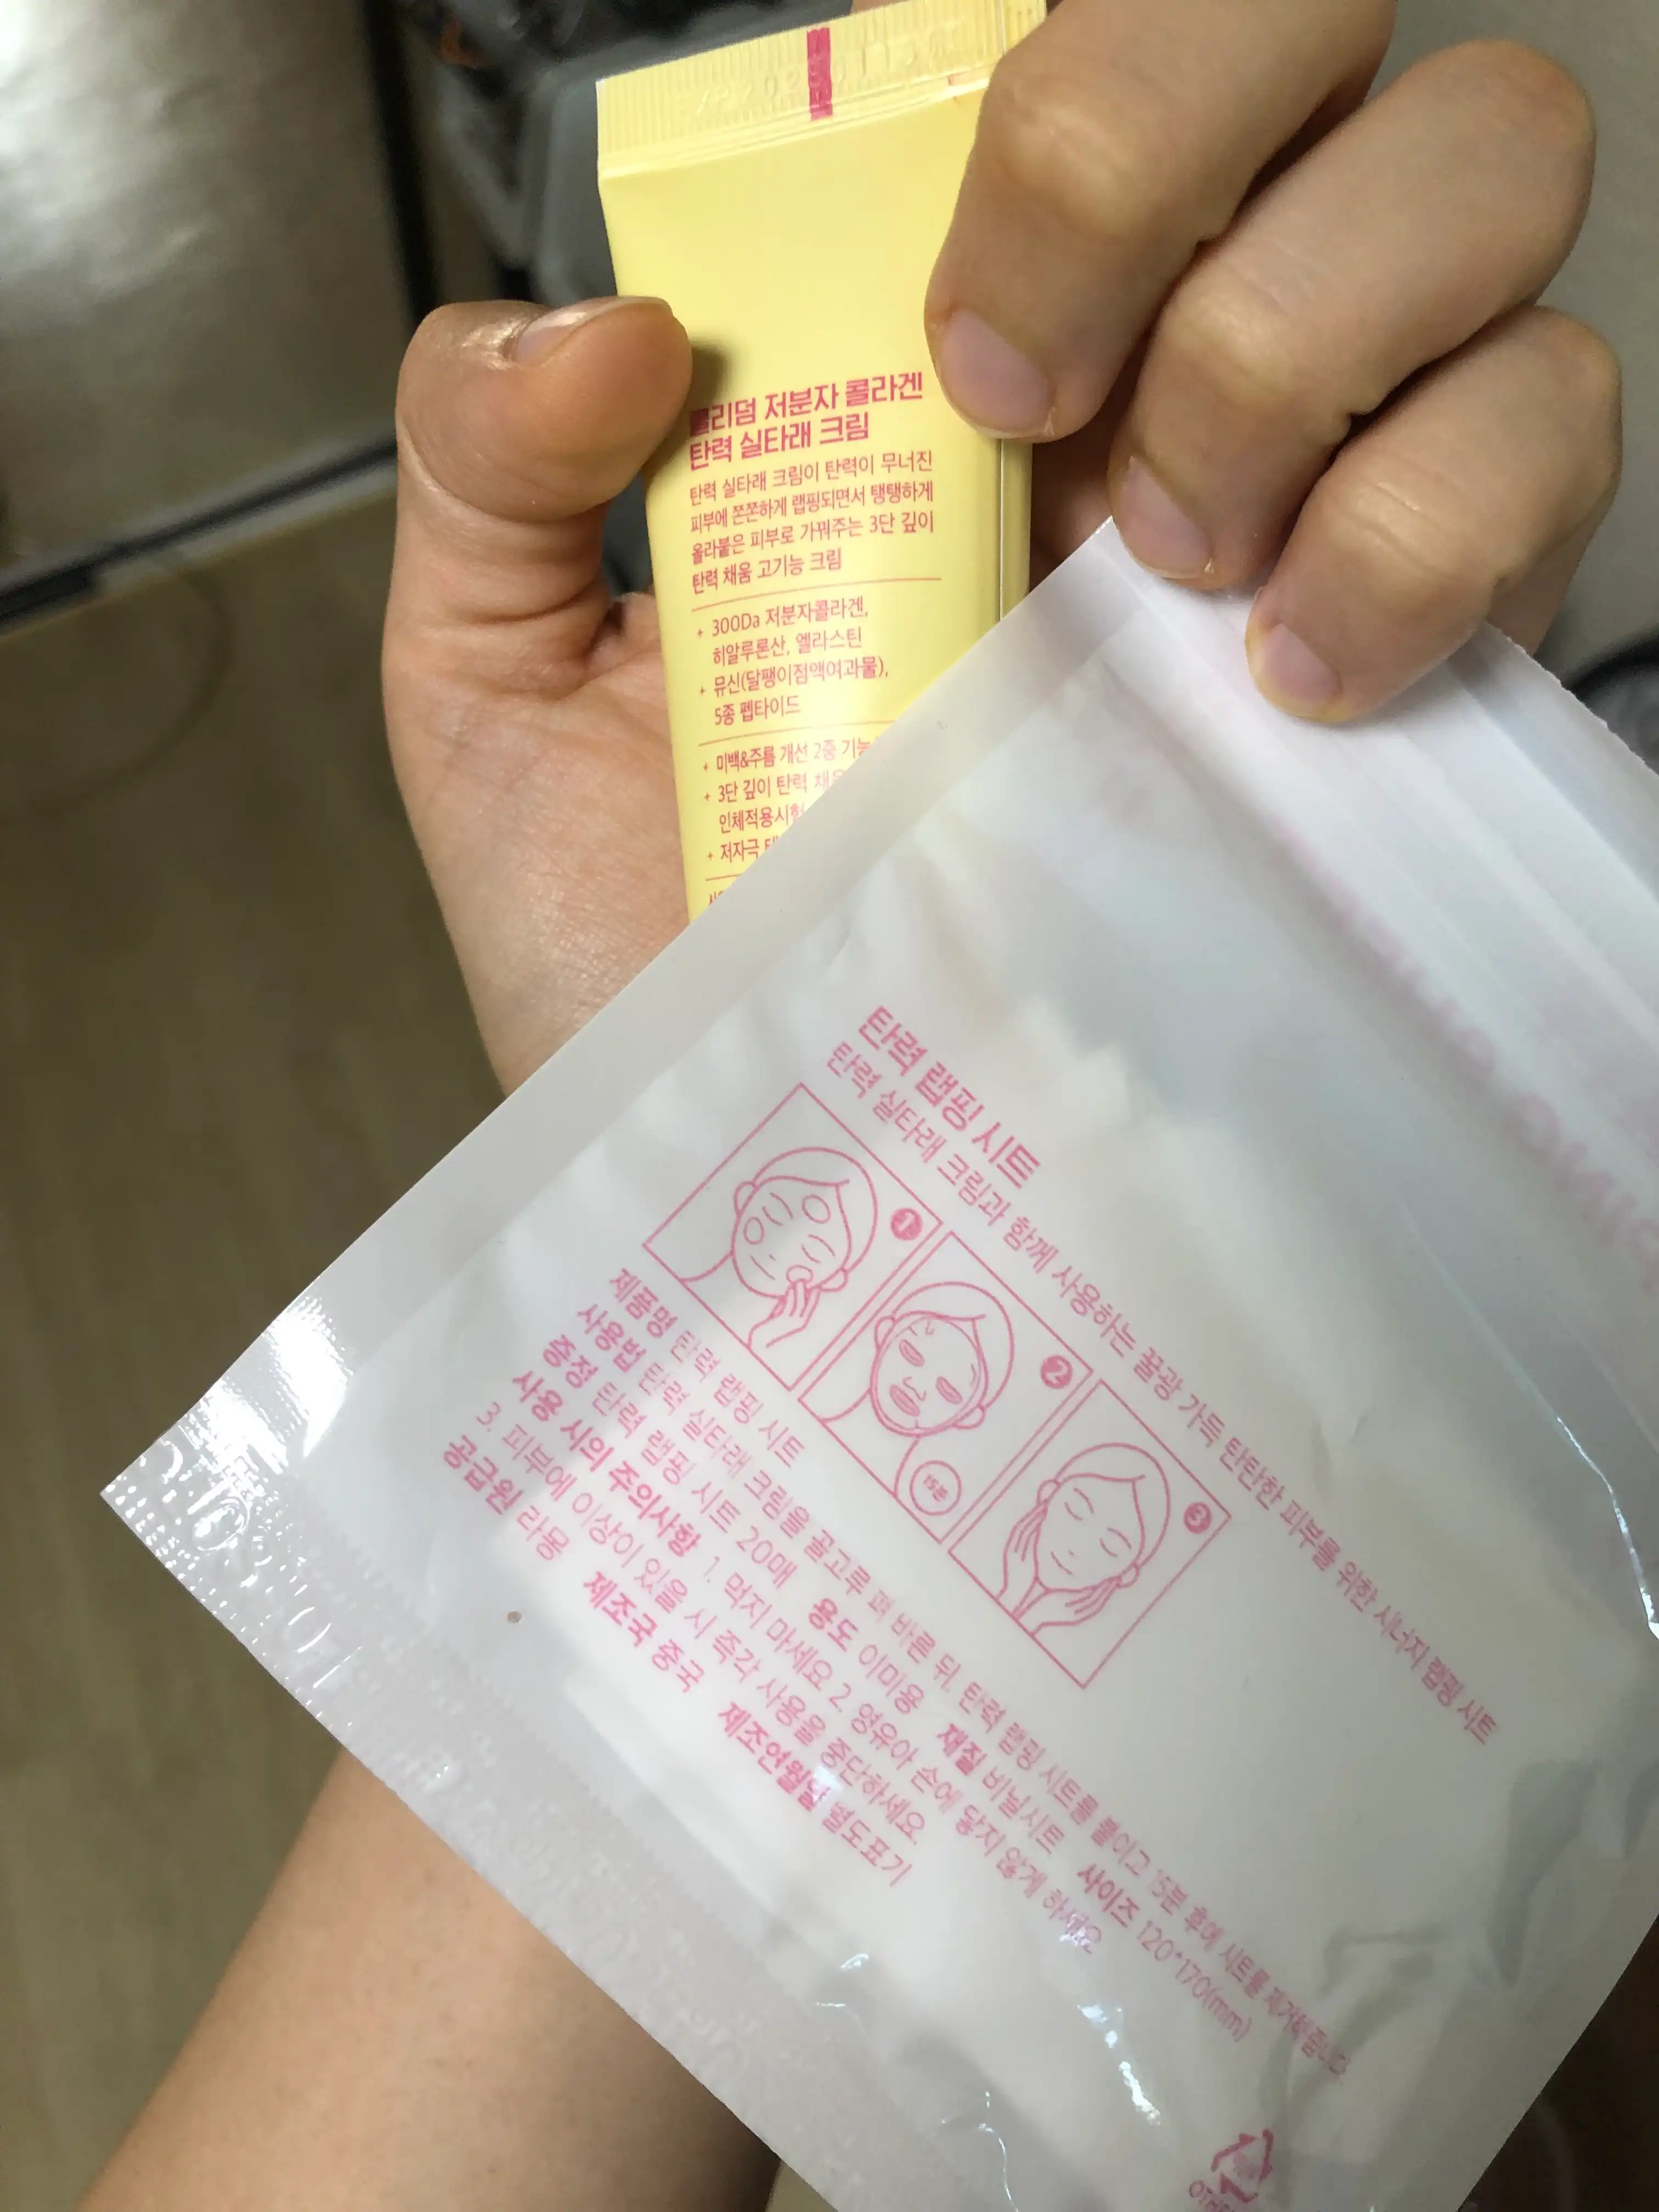 콜리덤 저분자 콜라겐
탄력 실타래 크림
탄력 실타래 크림이 탄력이 무너진
피부에 쫀쫀하게 랩핑되면서 탱탱하게
올라붙은 피부로 가꿔주는 3단 깊이
탄력 채움 고기능 크림
+ 300Da 저분자콜라겐,
히알루론산, 엘라스틴
+ 뮤신(달팽이점액여과물),
5종 펩타이드
+ 미백&주름 개선 2중 기능
+ 3단 깊이 탄력 채움
인체적용시험
+ 저자극
탄력 랩핑 시트
탄력 실타래 크림과 함께 사용하는 꿀광 가득 탄탄한 피부를 위한 시너지 랩핑 시트
1
2
3
15분
제품명 탄력 랩핑 시트
사용법 탄력 실타래 크림을 골고루 펴 바른 뒤, 탄력 랩핑 시트를 붙이고 15분 후에 시트를 제거해줍니다.
증정 탄력 랩핑 시트 20매 용도 이미용 재질 비닐시트 사이즈 120*170(mm)
사용 시의 주의사항 1. 먹지 마세요 2. 영유아 손에 닿지 않게 하세요
3. 피부에 이상이 있을 시 즉각 사용을 중단하세요.
공급원 라몽 제조국 중국 제조연월일 별도표기